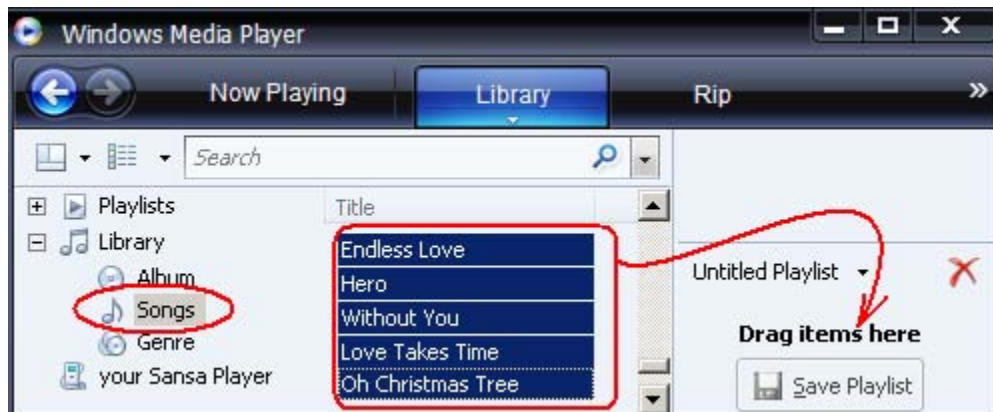 Windows Media Player
Now Playing Library Rip »
Search
Playlists
Library
Album
Songs
Genre
your Sansa Player
Title
Endless Love
Hero
Without You
Love Takes Time
Oh Christmas Tree
Untitled Playlist
Drag items here
Save Playlist